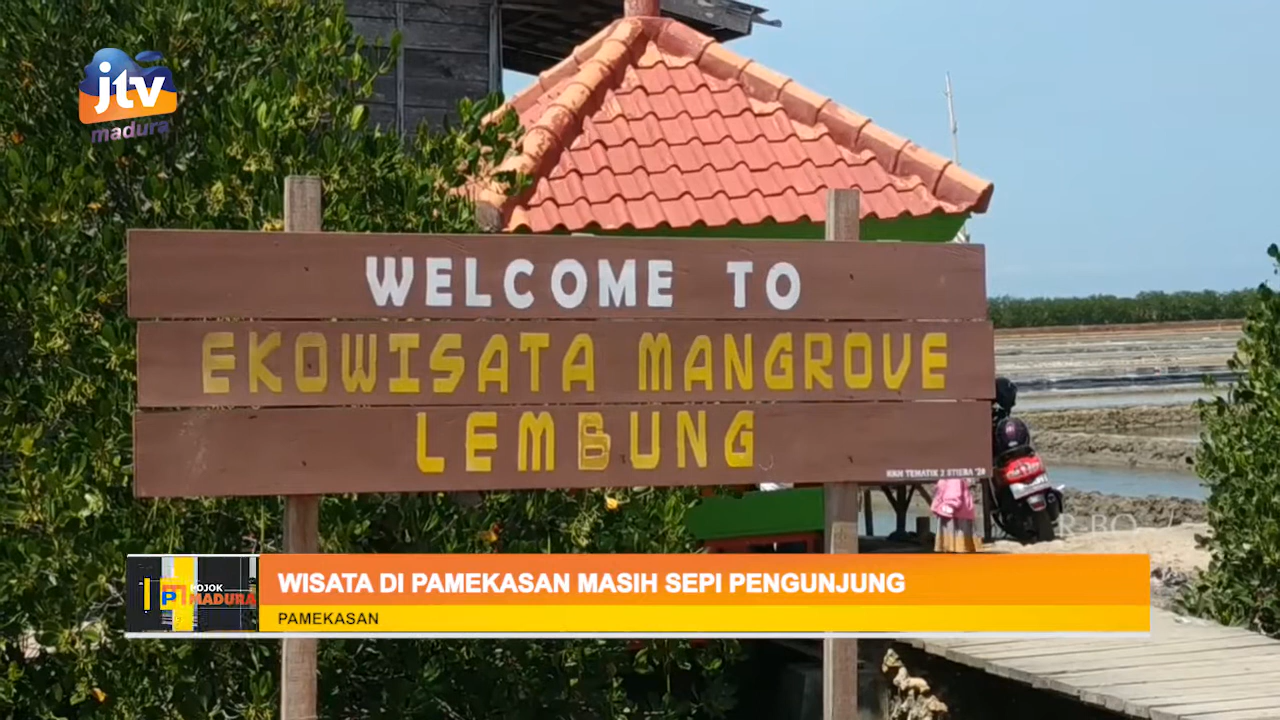 jtv
madura
WELCOME TO
EKOWISATA MANGROVE
LEMBUNG
POJOK
MADURA
WISATA DI PAMEKASAN MASIH SEPI PENGUNJUNG
PAMEKASAN